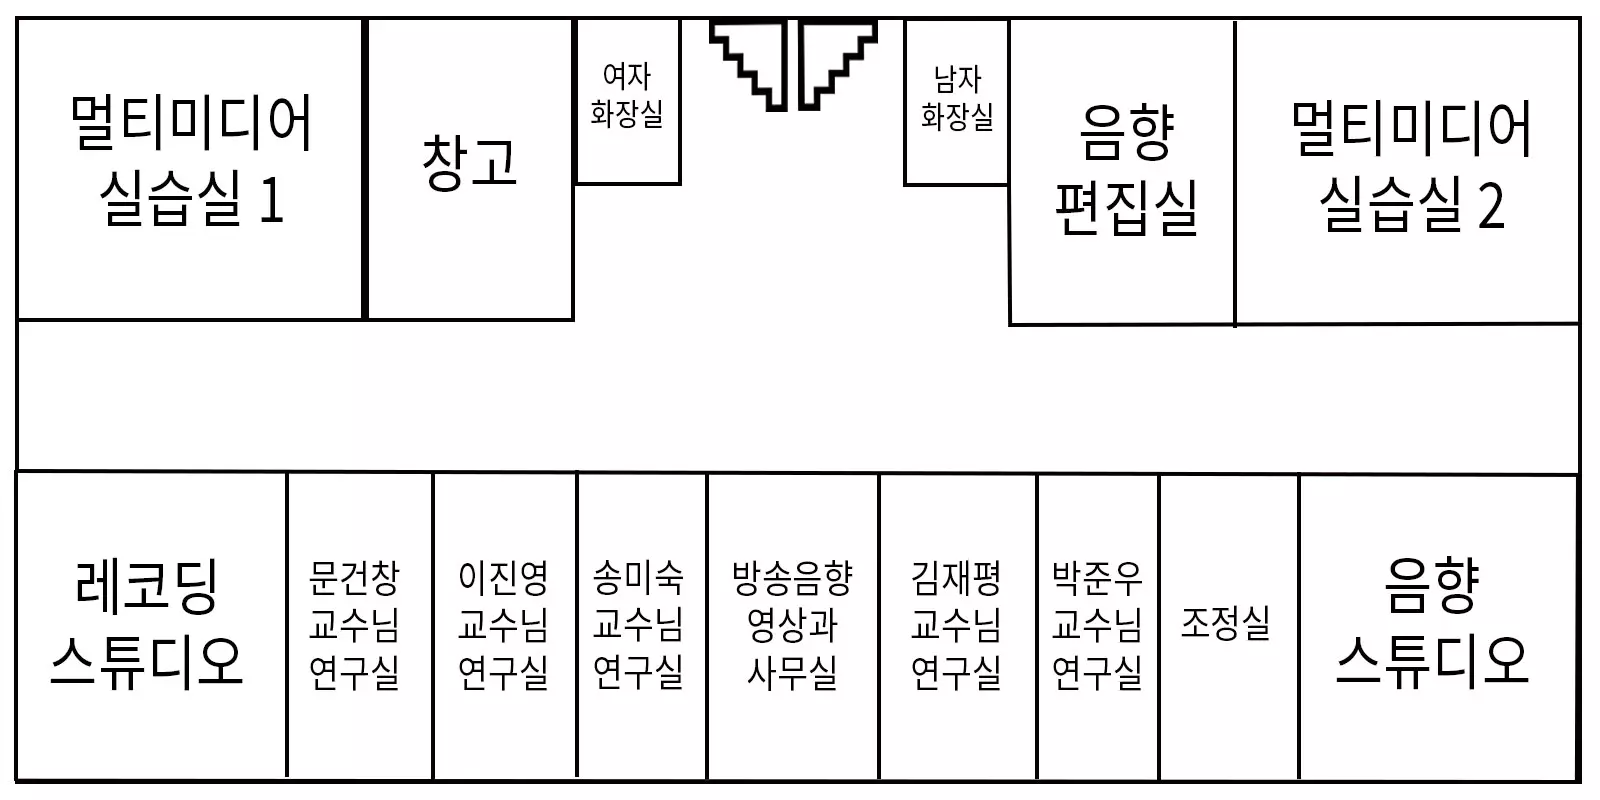 멀티미디어
실습실 1
창고
여자
화장실
남자
화장실
음향
편집실
멀티미디어
실습실 2
레코딩
스튜디오
문건창
교수님
연구실
이진영
교수님
연구실
송미숙
교수님
연구실
방송음향
영상과
사무실
김재평
교수님
연구실
박준우
교수님
연구실
조정실
음향
스튜디오